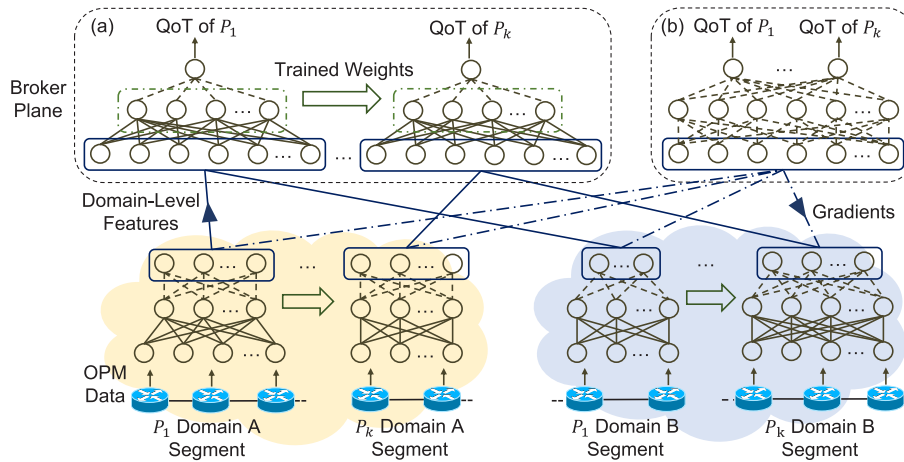 (a)
QoT of P₁
QoT of Pₖ
(b)
QoT of P₁
QoT of Pₖ
Trained Weights
Broker
Plane
...
Domain-Level
Features
Gradients
OPM
Data
P₁ Domain A
Segment
Pₖ Domain A
Segment
P₁ Domain B
Segment
Pₖ Domain B
Segment